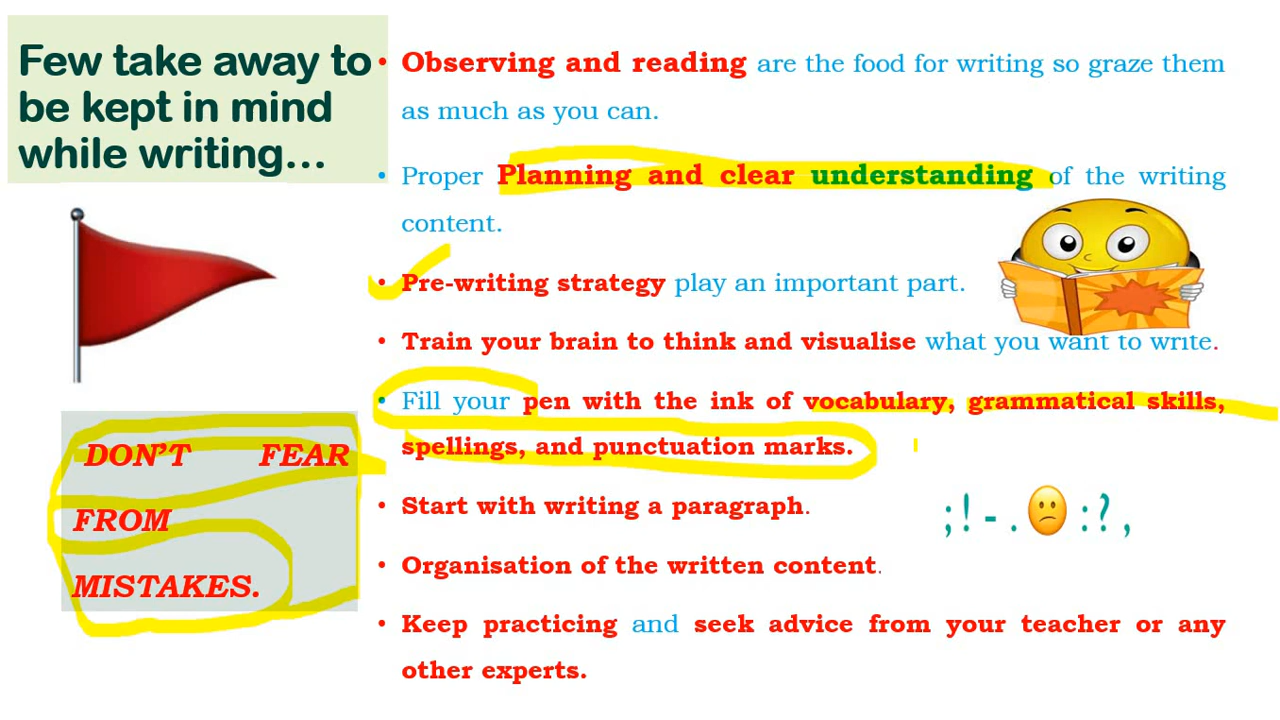 Few take away to
be kept in mind
while writing...
• Observing and reading are the food for writing so graze them
as much as you can.
• Proper Planning and clear understanding of the writing
content.
• Pre-writing strategy play an important part.
• Train your brain to think and visualise what you want to write.
• Fill your pen with the ink of vocabulary, grammatical skills,
spellings, and punctuation marks.
• Start with writing a paragraph.
• Organisation of the written content.
• Keep practicing and seek advice from your teacher or any
other experts.
DON'T FEAR
FROM
MISTAKES.
; ! - . : ? ,